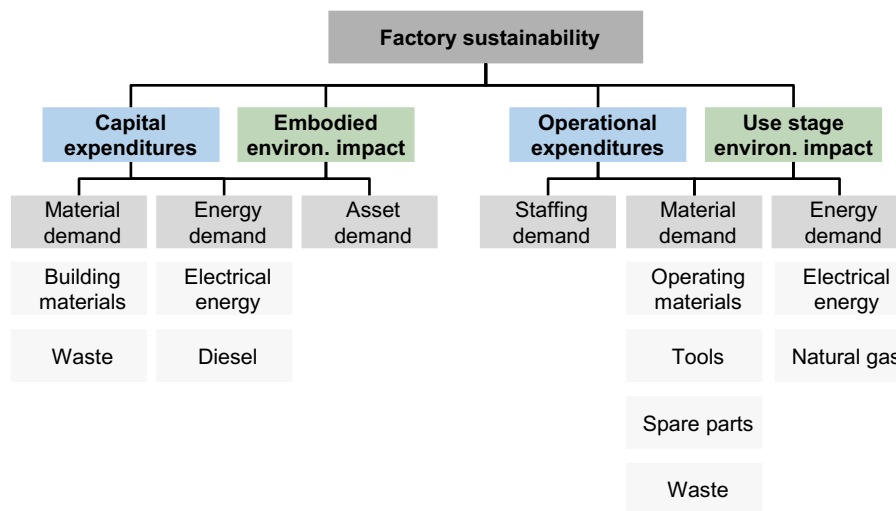 Factory sustainability
Capital
expenditures
Embodied
environ. impact
Operational
expenditures
Use stage
environ. impact
Material
demand
Energy
demand
Asset
demand
Staffing
demand
Material
demand
Energy
demand
Building
materials
Electrical
energy
Operating
materials
Electrical
energy
Waste
Diesel
Tools
Natural gas
Spare parts
Waste